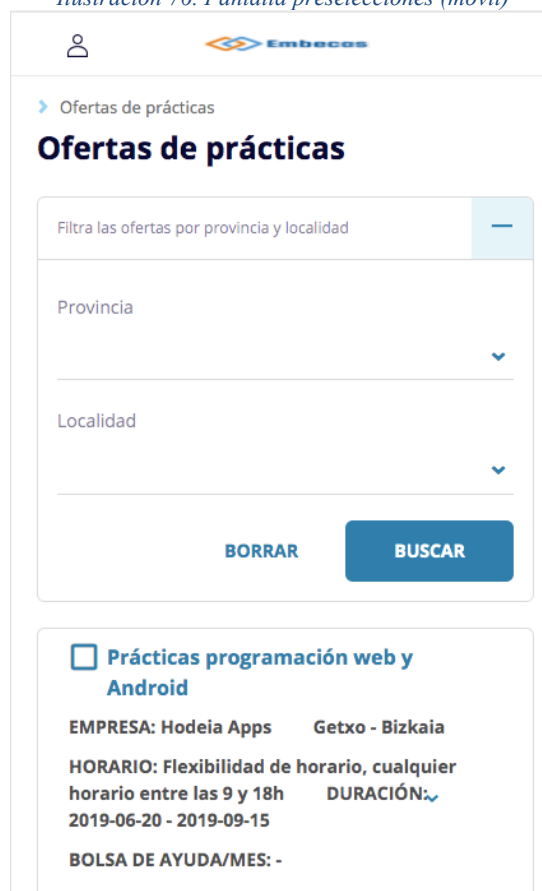 Ilustración 76. Pantalla preselecciones (móvil)
Embecas
Ofertas de prácticas
Ofertas de prácticas
Filtra las ofertas por provincia y localidad
Provincia
Localidad
BORRAR BUSCAR
Prácticas programación web y
Android
EMPRESA: Hodeia Apps Getxo - Bizkaia
HORARIO: Flexibilidad de horario, cualquier
horario entre las 9 y 18h DURACIÓN:
2019-06-20 - 2019-09-15
BOLSA DE AYUDA/MES: -